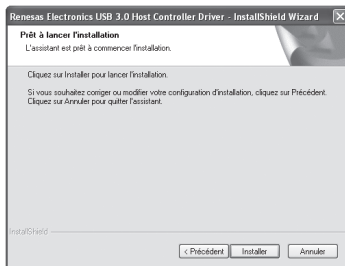 Renesas Electronics USB 3.0 Host Controller Driver - InstallShield Wizard
Prêt à lancer l'installation
L'assistant est prêt à commencer l'installation.
Cliquez sur Installer pour lancer l'installation.
Si vous souhaitez corriger ou modifier votre configuration d'installation, cliquez sur Précédent.
Cliquez sur Annuler pour quitter l'assistant.
InstallShield
< Précédent Installer Annuler